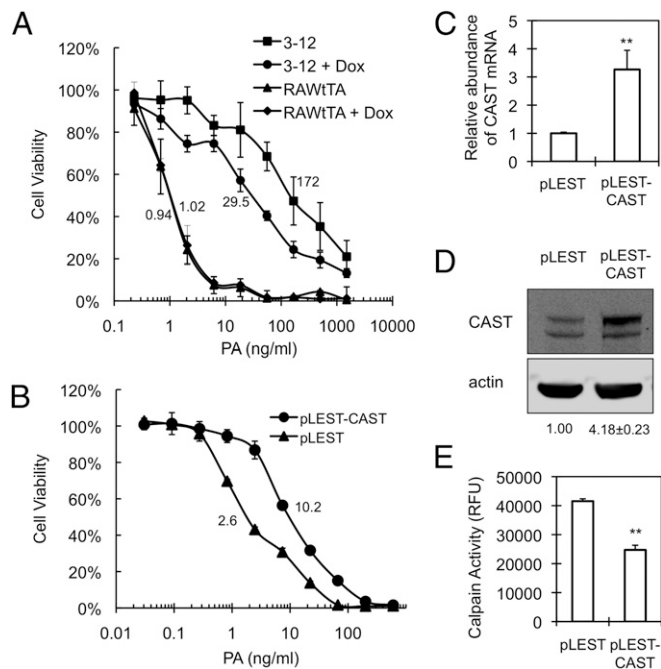 A
120%
100%
80%
60%
40%
20%
0%
Cell Viability
3-12
3-12 + Dox
RAWtTA
RAWtTA + Dox
0.94
1.02
29.5
172
0.1
1
10
100
1000
10000
PA (ng/ml)
B
120%
100%
80%
60%
40%
20%
0%
Cell Viability
pLEST-CAST
pLEST
2.6
10.2
0.01
0.1
1
10
100
PA (ng/ml)
C
Relative abundance
of CAST mRNA
5
4
3
2
1
0
**
pLEST
pLEST-
CAST
D
pLEST
pLEST-
CAST
CAST
actin
1.00
4.18±0.23
E
Calpain Activity (RFU)
50000
40000
30000
20000
10000
0
**
pLEST
pLEST-
CAST